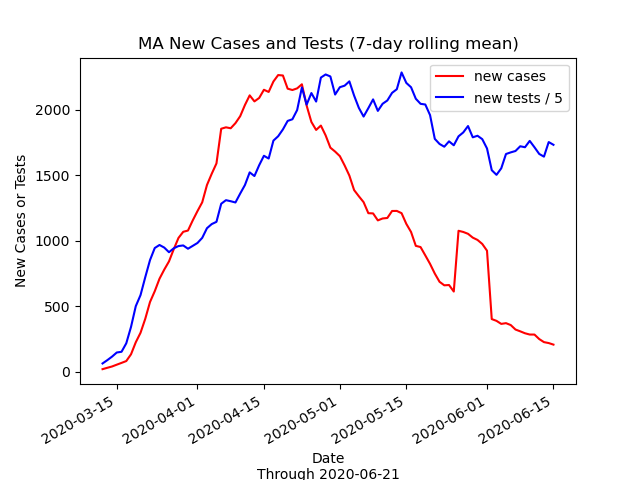 MA New Cases and Tests (7-day rolling mean)
new cases
new tests / 5
New Cases or Tests
2000
1500
1000
500
0
2020-03-15
2020-04-01
2020-04-15
2020-05-01
2020-05-15
2020-06-01
2020-06-15
Date
Through 2020-06-21